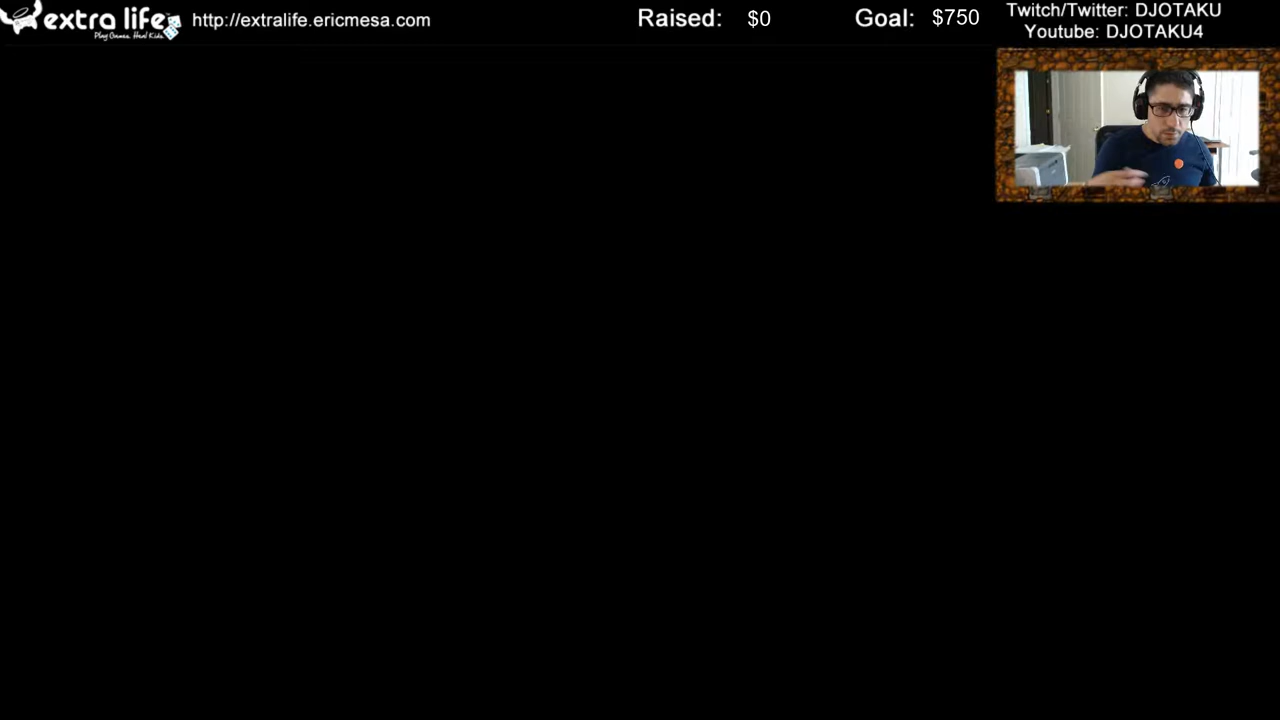 extra life
Play Games. Heal Kids.
http://extralife.ericmesa.com
Raised: $0
Goal: $750
Twitch/Twitter: DJOTAKU
Youtube: DJOTAKU4